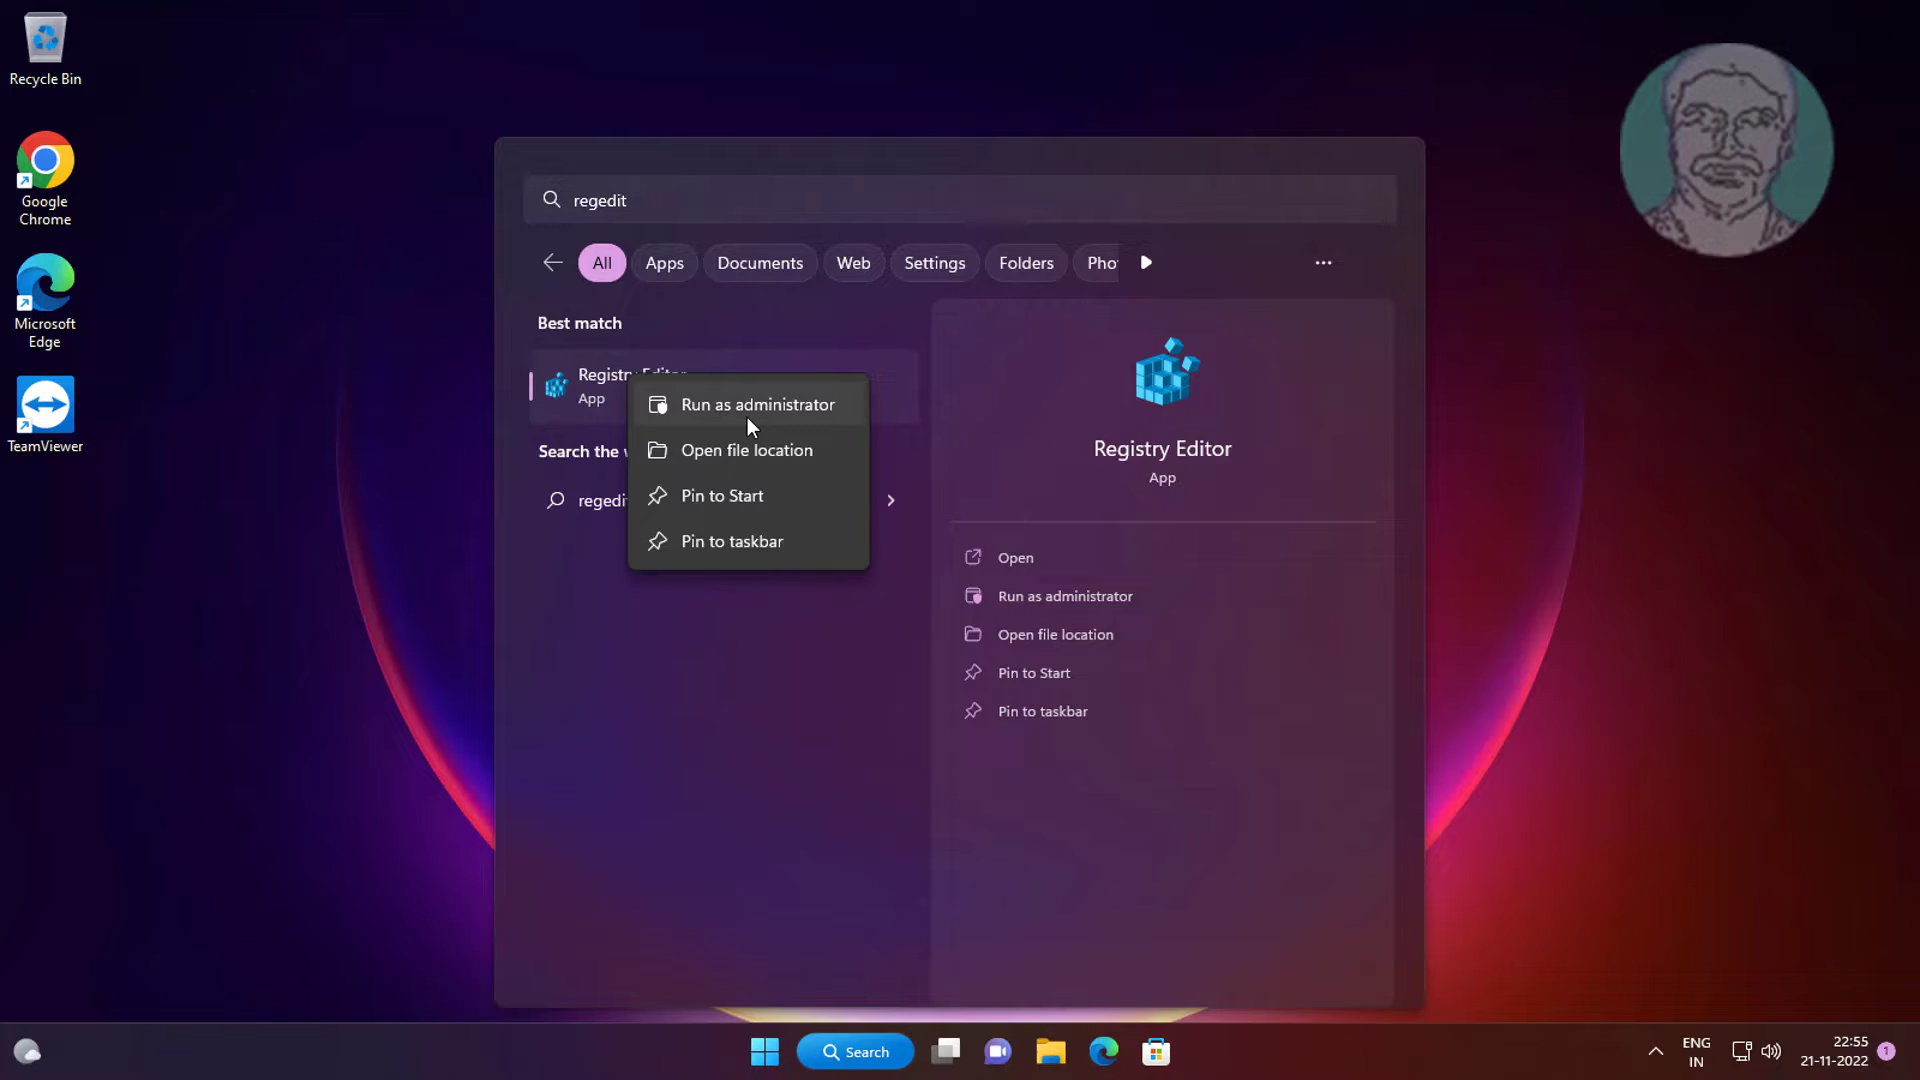 Recycle Bin
Google
Chrome
Microsoft
Edge
TeamViewer
regedit
All
Apps
Documents
Web
Settings
Folders
Pho
Best match
Registry Editor
App
Run as administrator
Open file location
Pin to Start
Pin to taskbar
Search the
regedit
Registry Editor
App
Open
Run as administrator
Open file location
Pin to Start
Pin to taskbar
Search
ENG
IN
22:55
21-11-2022
1